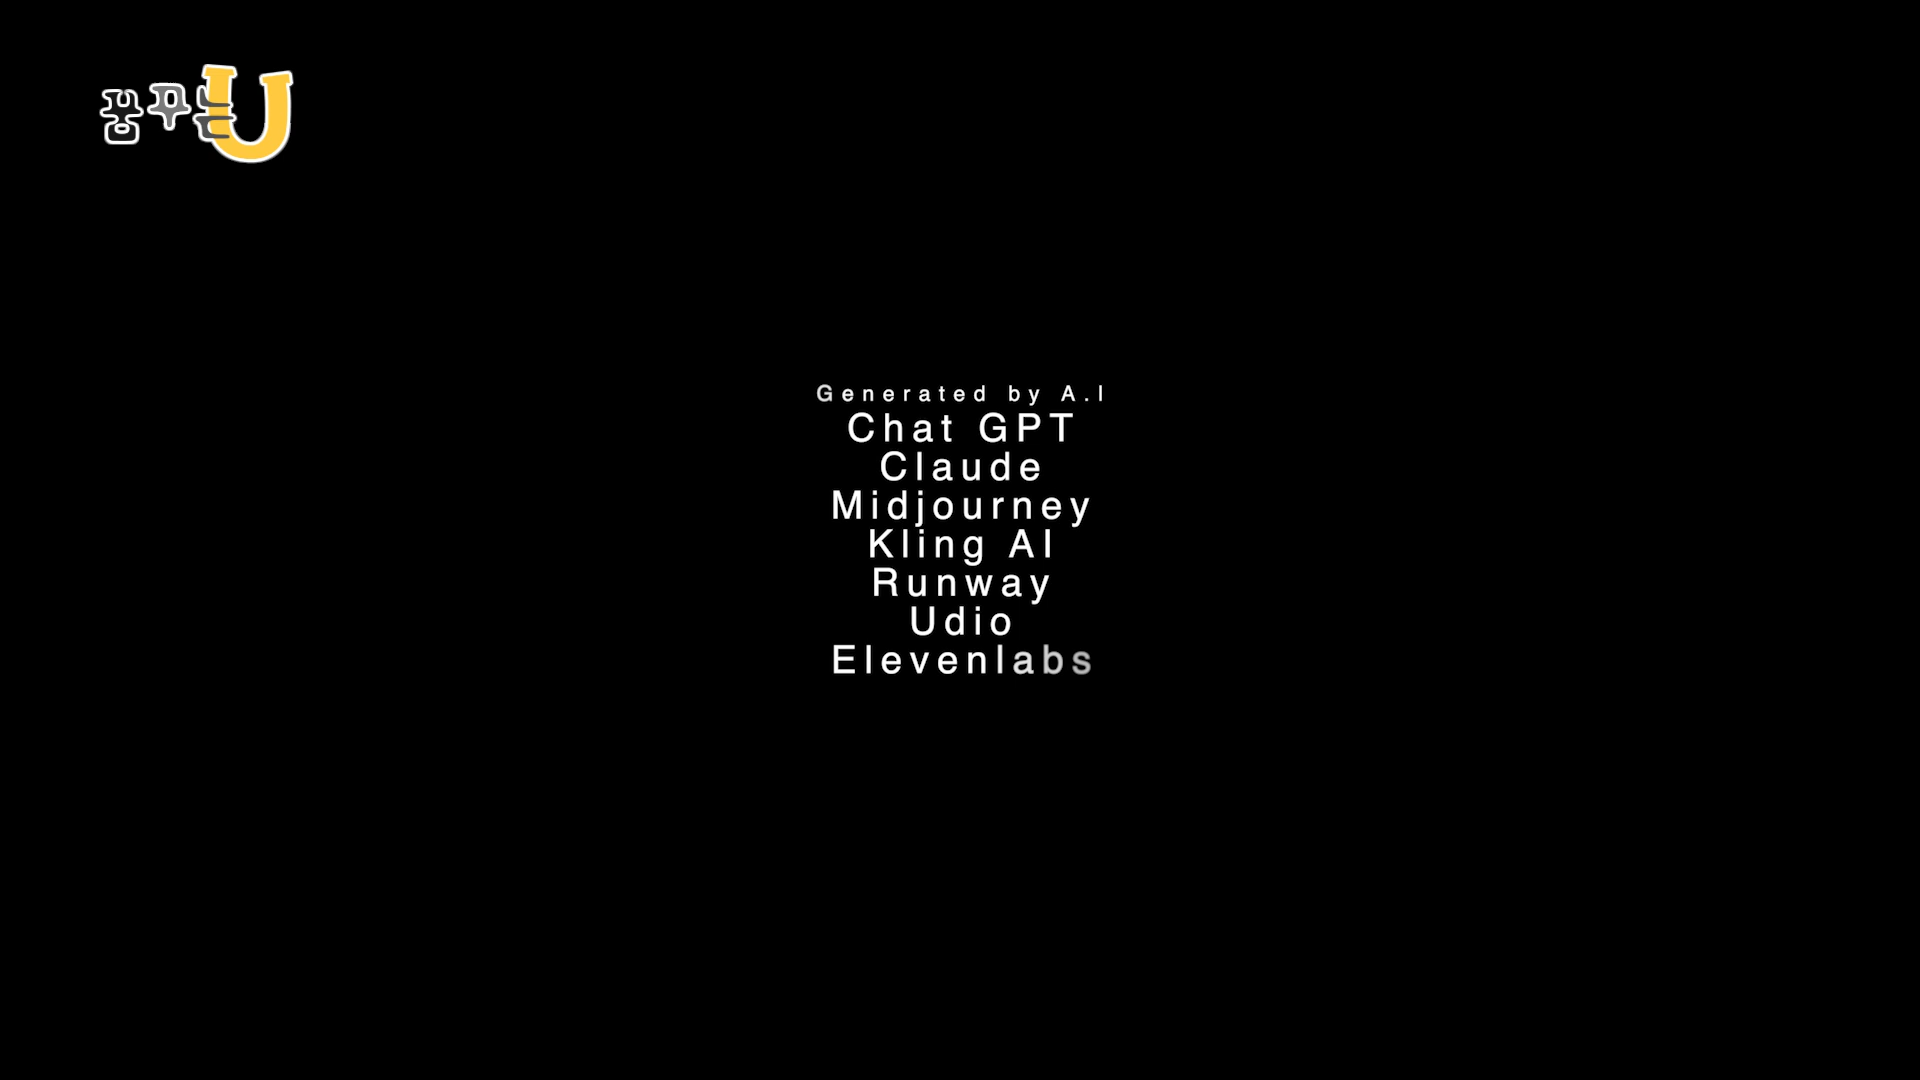 꿈꾸는U
Generated by A.I
Chat GPT
Claude
Midjourney
Kling AI
Runway
Udio
Elevenlabs